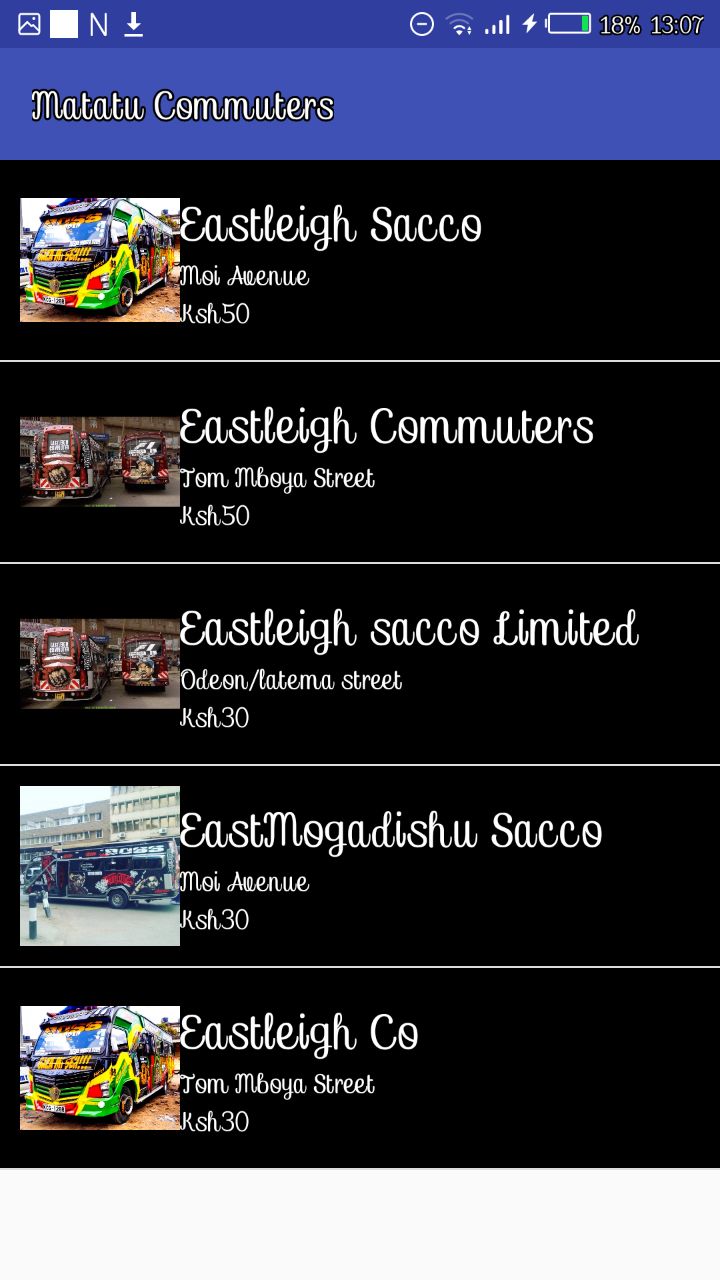 18% 13:07
Matatu Commuters
Eastleigh Sacco
Moi Avenue
Ksh50
Eastleigh Commuters
Tom Mboya Street
Ksh50
Eastleigh sacco Limited
Odeon/latema street
Ksh30
EastMogadishu Sacco
Moi Avenue
Ksh30
BOSS
Eastleigh Co
Tom Mboya Street
Ksh30